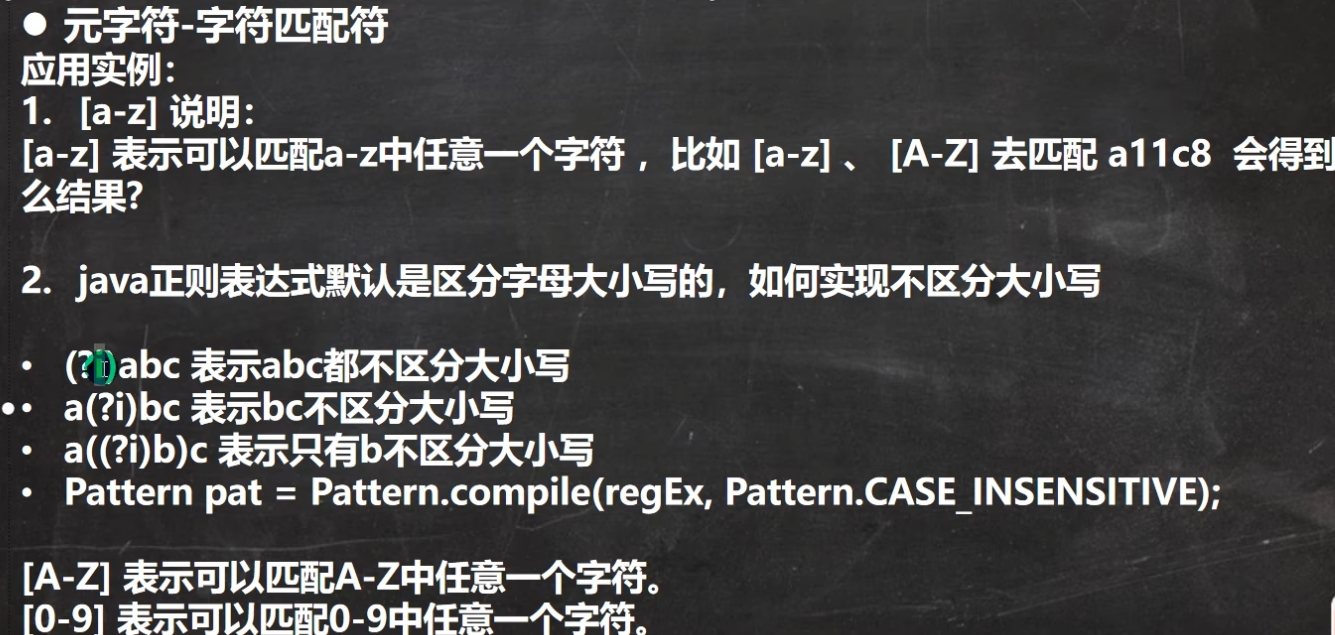 ● 元字符-字符匹配符
应用实例：
1. [a-z] 说明：
[a-z] 表示可以匹配a-z中任意一个字符，比如 [a-z] 、 [A-Z] 去匹配 a11c8 会得到
么结果?
2. java正则表达式默认是区分字母大小写的，如何实现不区分大小写
• (?i)abc 表示abc都不区分大小写
• a(?i)bc 表示bc不区分大小写
• a((?i)b)c 表示只有b不区分大小写
• Pattern pat = Pattern.compile(regEx, Pattern.CASE_INSENSITIVE);
[A-Z] 表示可以匹配A-Z中任意一个字符。
[0-9] 表示可以匹配0-9中任意一个字符。